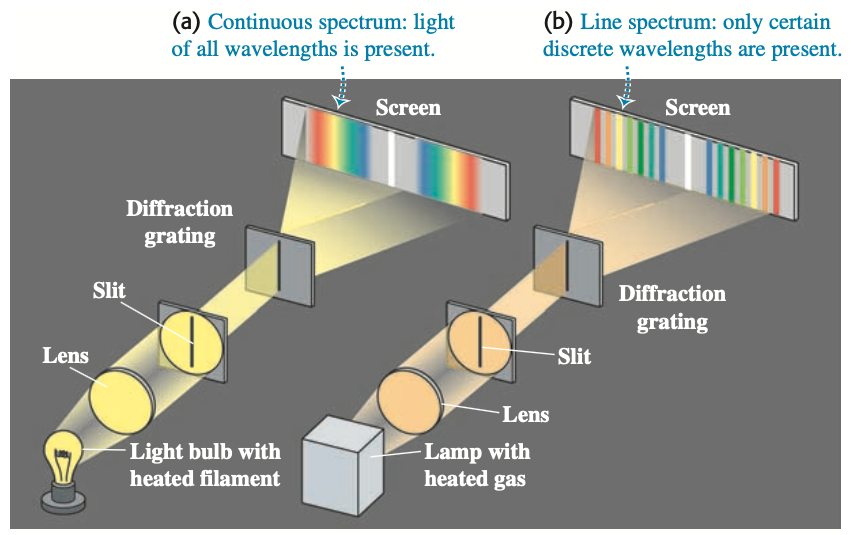 (a) Continuous spectrum: light
of all wavelengths is present.
(b) Line spectrum: only certain
discrete wavelengths are present.
Screen
Screen
Diffraction
grating
Slit
Lens
Light bulb with
heated filament
Diffraction
grating
Slit
Lens
Lamp with
heated gas